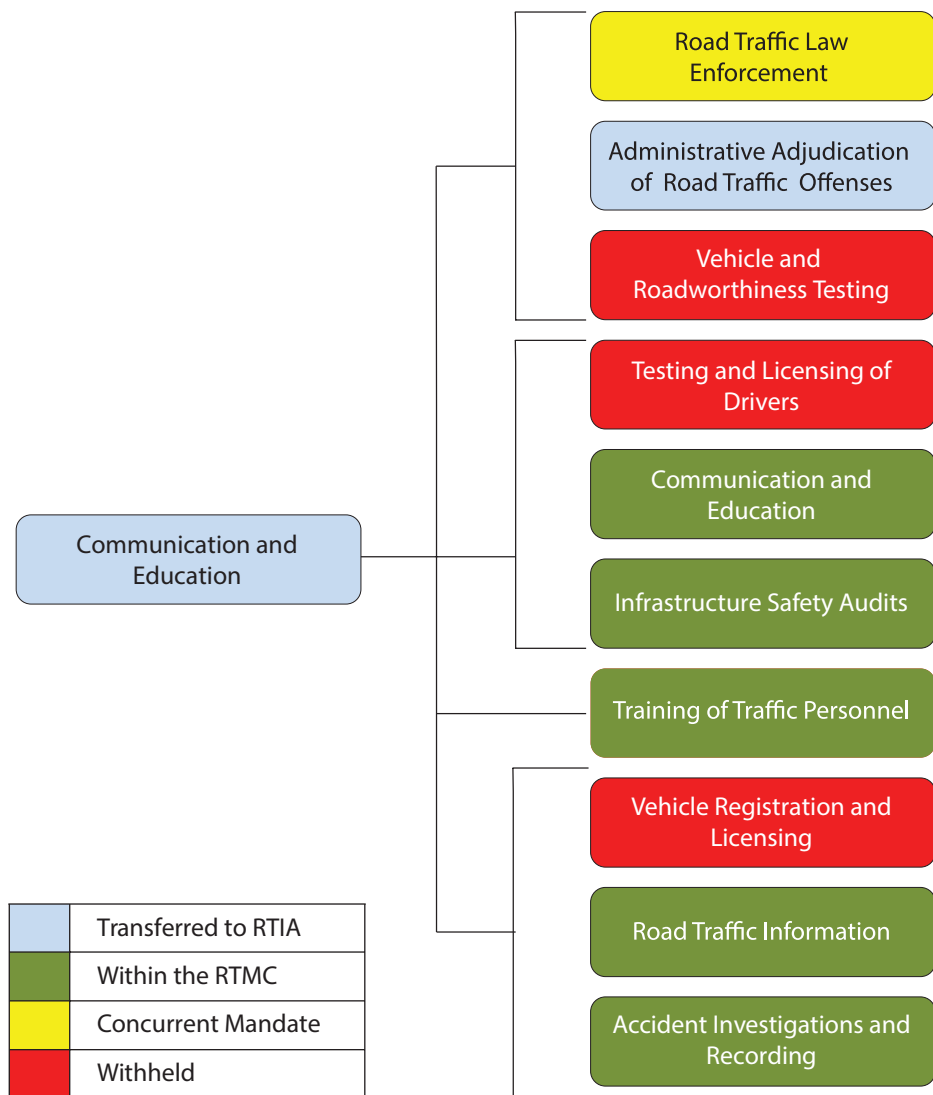 Road Traffic Law
Enforcement
Administrative Adjudication
of Road Traffic Offenses
Vehicle and
Roadworthiness Testing
Testing and Licensing of
Drivers
Communication and
Education
Communication and
Education
Infrastructure Safety Audits
Training of Traffic Personnel
Vehicle Registration and
Licensing
Road Traffic Information
Accident Investigations and
Recording
Transferred to RTIA
Within the RTMC
Concurrent Mandate
Withheld